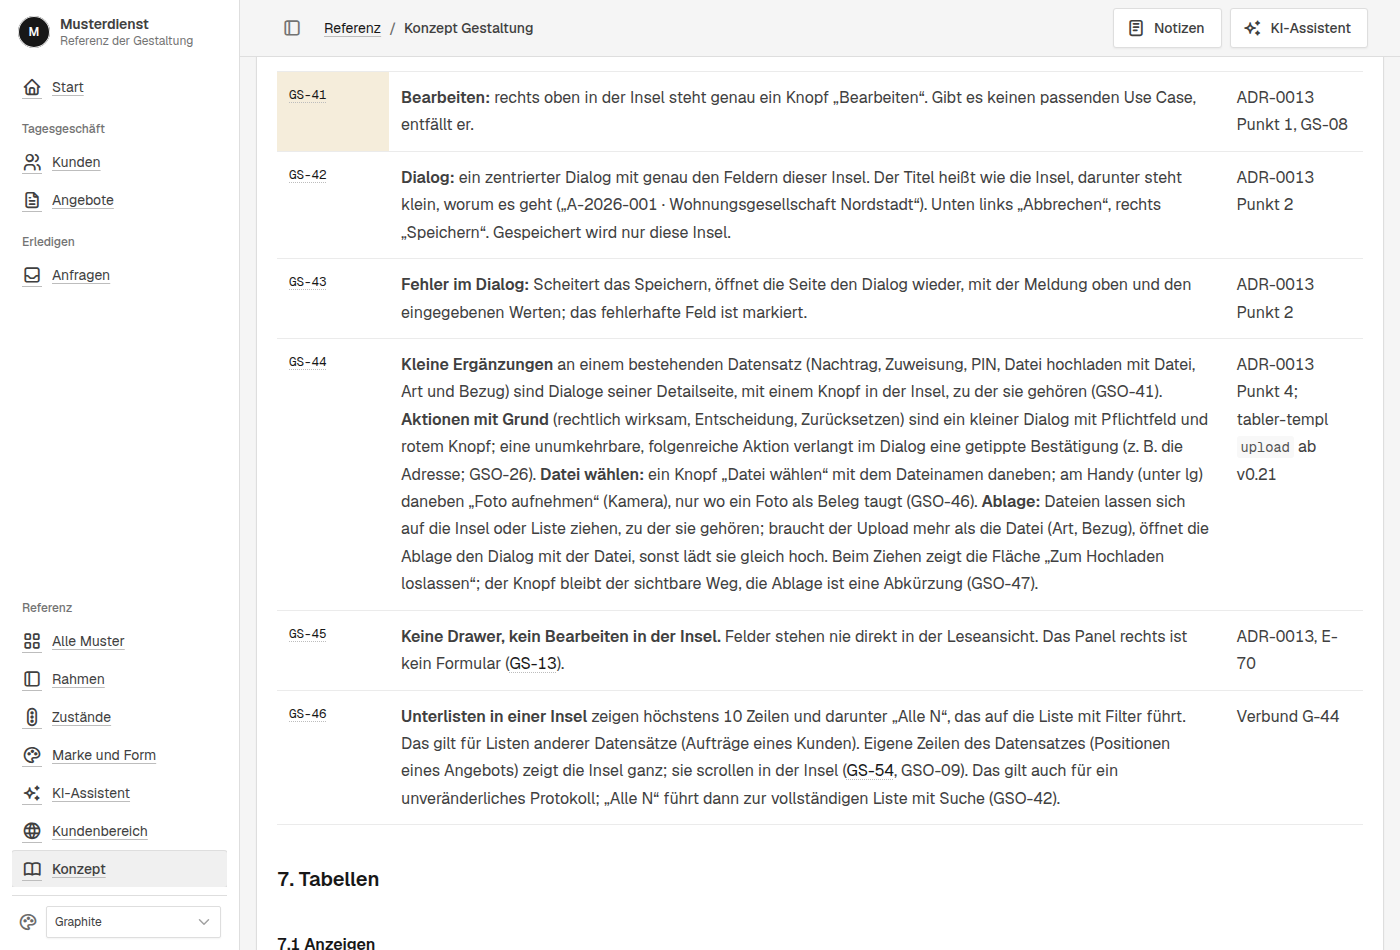 M
Musterdienst
Referenz der Gestaltung
Start
Tagesgeschäft
Kunden
Angebote
Erledigen
Anfragen
Referenz
Alle Muster
Rahmen
Zustände
Marke und Form
KI-Assistent
Kundenbereich
Konzept
Graphite
Referenz / Konzept Gestaltung
Notizen
KI-Assistent
GS-41
Bearbeiten: rechts oben in der Insel steht genau ein Knopf „Bearbeiten“. Gibt es keinen passenden Use Case,
entfällt er.
ADR-0013
Punkt 1, GS-08
GS-42
Dialog: ein zentrierter Dialog mit genau den Feldern dieser Insel. Der Titel heißt wie die Insel, darunter steht
klein, worum es geht („A-2026-001 · Wohnungsgesellschaft Nordstadt“). Unten links „Abbrechen“, rechts
„Speichern“. Gespeichert wird nur diese Insel.
ADR-0013
Punkt 2
GS-43
Fehler im Dialog: Scheitert das Speichern, öffnet die Seite den Dialog wieder, mit der Meldung oben und den
eingegebenen Werten; das fehlerhafte Feld ist markiert.
ADR-0013
Punkt 2
GS-44
Kleine Ergänzungen an einem bestehenden Datensatz (Nachtrag, Zuweisung, PIN, Datei hochladen mit Datei,
Art und Bezug) sind Dialoge seiner Detailseite, mit einem Knopf in der Insel, zu der sie gehören (GSO-41).
Aktionen mit Grund (rechtlich wirksam, Entscheidung, Zurücksetzen) sind ein kleiner Dialog mit Pflichtfeld und
rotem Knopf; eine unumkehrbare, folgenreiche Aktion verlangt im Dialog eine getippte Bestätigung (z. B. die
Adresse; GSO-26). Datei wählen: ein Knopf „Datei wählen“ mit dem Dateinamen daneben; am Handy (unter lg)
daneben „Foto aufnehmen“ (Kamera), nur wo ein Foto als Beleg taugt (GSO-46). Ablage: Dateien lassen sich
auf die Insel oder Liste ziehen, zu der sie gehören; braucht der Upload mehr als die Datei (Art, Bezug), öffnet die
Ablage den Dialog mit der Datei, sonst lädt sie gleich hoch. Beim Ziehen zeigt die Fläche „Zum Hochladen
loslassen“; der Knopf bleibt der sichtbare Weg, die Ablage ist eine Abkürzung (GSO-47).
ADR-0013
Punkt 4;
tabler-templ
upload ab
v0.21
GS-45
Keine Drawer, kein Bearbeiten in der Insel. Felder stehen nie direkt in der Leseansicht. Das Panel rechts ist
kein Formular (GS-13).
ADR-0013, E-
70
GS-46
Unterlisten in einer Insel zeigen höchstens 10 Zeilen und darunter „Alle N“, das auf die Liste mit Filter führt.
Das gilt für Listen anderer Datensätze (Aufträge eines Kunden). Eigene Zeilen des Datensatzes (Positionen
eines Angebots) zeigt die Insel ganz; sie scrollen in der Insel (GS-54, GSO-09). Das gilt auch für ein
unveränderliches Protokoll; „Alle N“ führt dann zur vollständigen Liste mit Suche (GSO-42).
Verbund G-44
7. Tabellen
7.1 Anzeigen